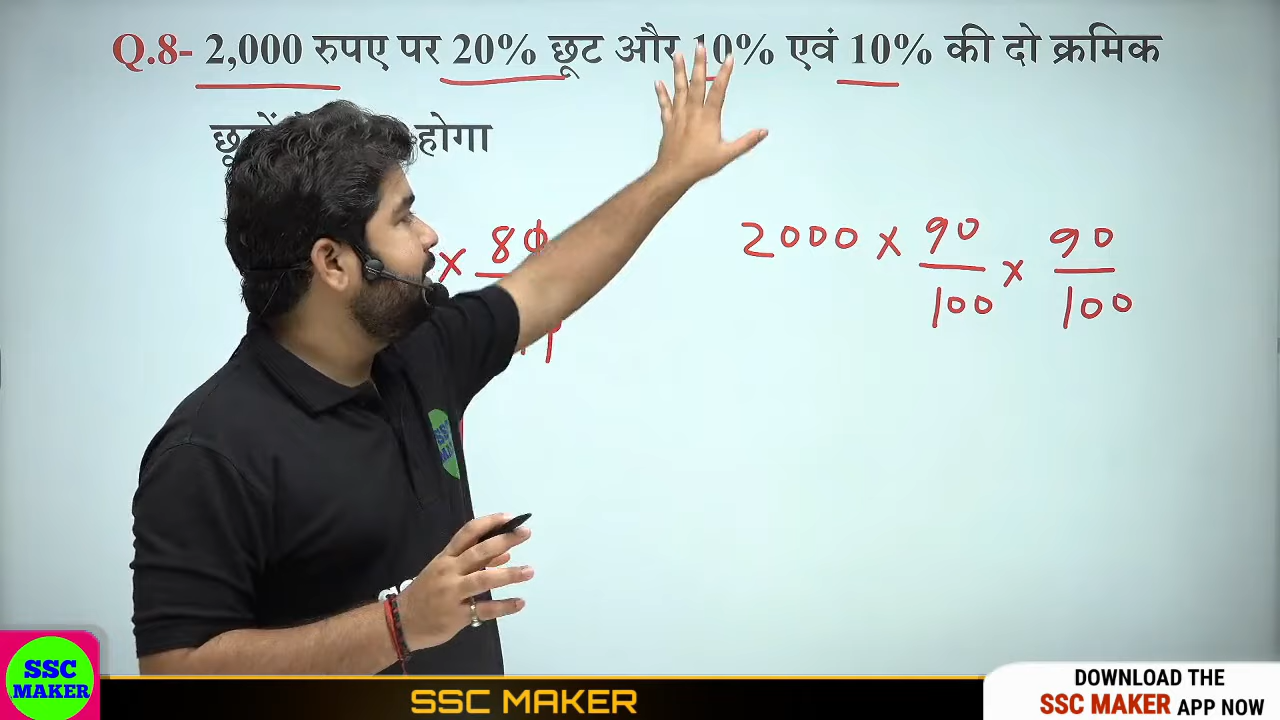 Q.8- 2,000 रुपए पर 20% छूट और 10% एवं 10% की दो क्रमिक
होगा
× 80
2000 × 90/100 × 90/100
SSC
MAKER
SSC MAKER
DOWNLOAD THE
SSC MAKER APP NOW